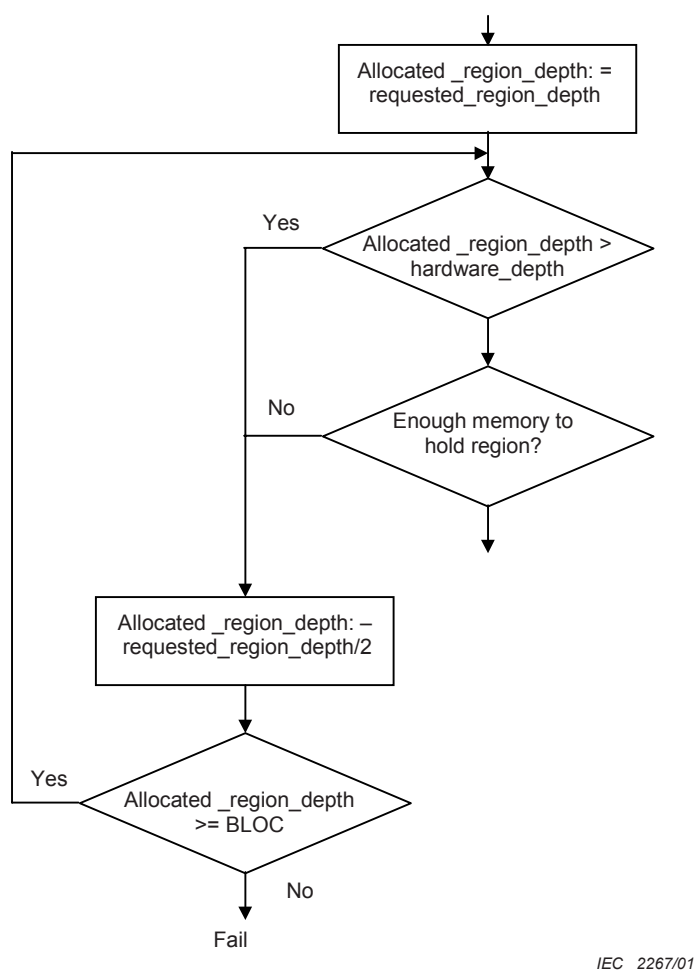 Allocated _region_depth: =
requested_region_depth
Yes
Allocated _region_depth >
hardware_depth
No
Enough memory to
hold region?
Allocated _region_depth: –
requested_region_depth/2
Yes
Allocated _region_depth
>= BLOC
No
Fail
IEC 2267/01